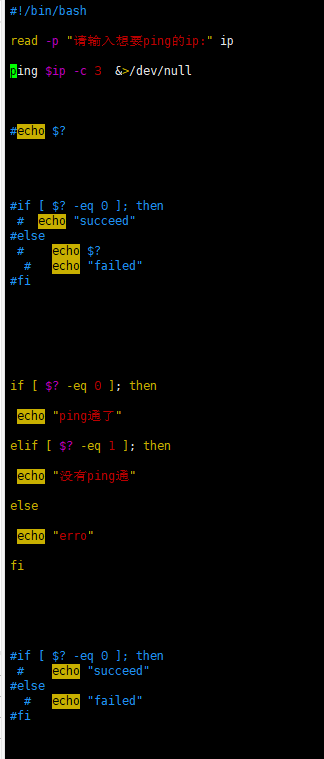 #!/bin/bash
read -p "请输入想要ping的ip:" ip
ping $ip -c 3  &>/dev/null
#echo $?
#if [ $? -eq 0 ]; then
 #  echo "succeed"
#else
 #    echo $?
  #   echo "failed"
#fi
if [ $? -eq 0 ]; then
 echo "ping通了"
elif [ $? -eq 1 ]; then
 echo "没有ping通"
else
 echo "erro"
fi
#if [ $? -eq 0 ]; then
 #    echo "succeed"
#else
  #   echo "failed"
#fi